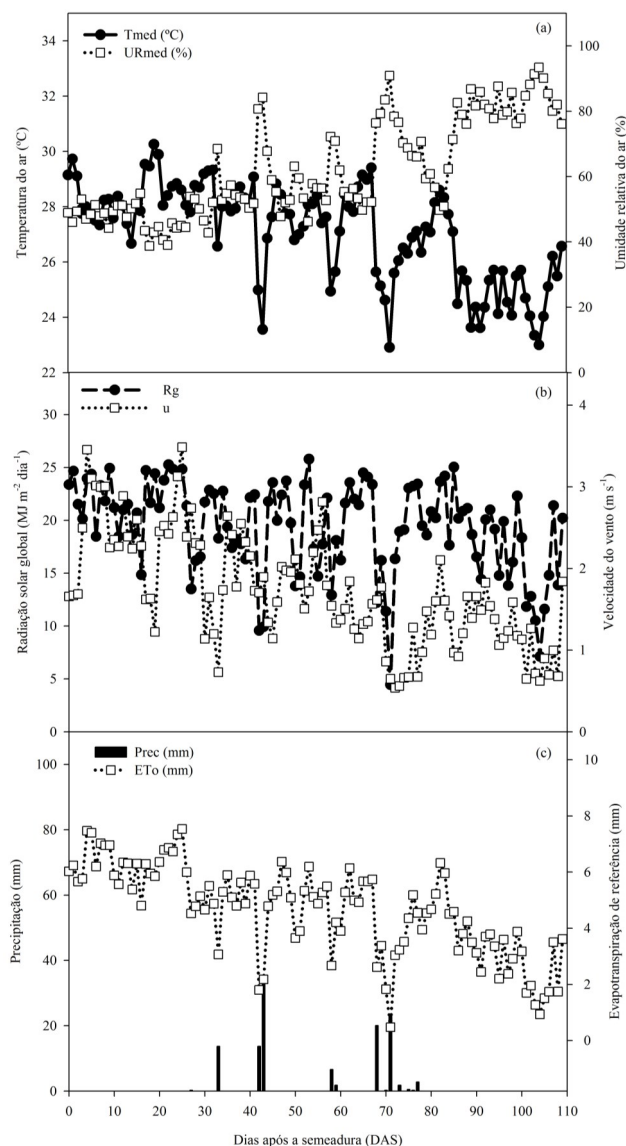 34
32
30
28
26
24
22
Temperatura do ar (ºC)
Tmed (ºC)
URmed (%)
(a)
100
80
60
40
20
0
Umidade relativa do ar (%)
30
25
20
15
10
5
0
Radiação solar global (MJ m⁻² dia⁻¹)
Rg
u
(b)
4
3
2
1
0
Velocidade do vento (m s⁻¹)
100
80
60
40
20
0
Precipitação (mm)
Prec (mm)
ETo (mm)
(c)
10
8
6
4
2
0
Evapotranspiração de referência (mm)
0 10 20 30 40 50 60 70 80 90 100 110
Dias após a semeadura (DAS)